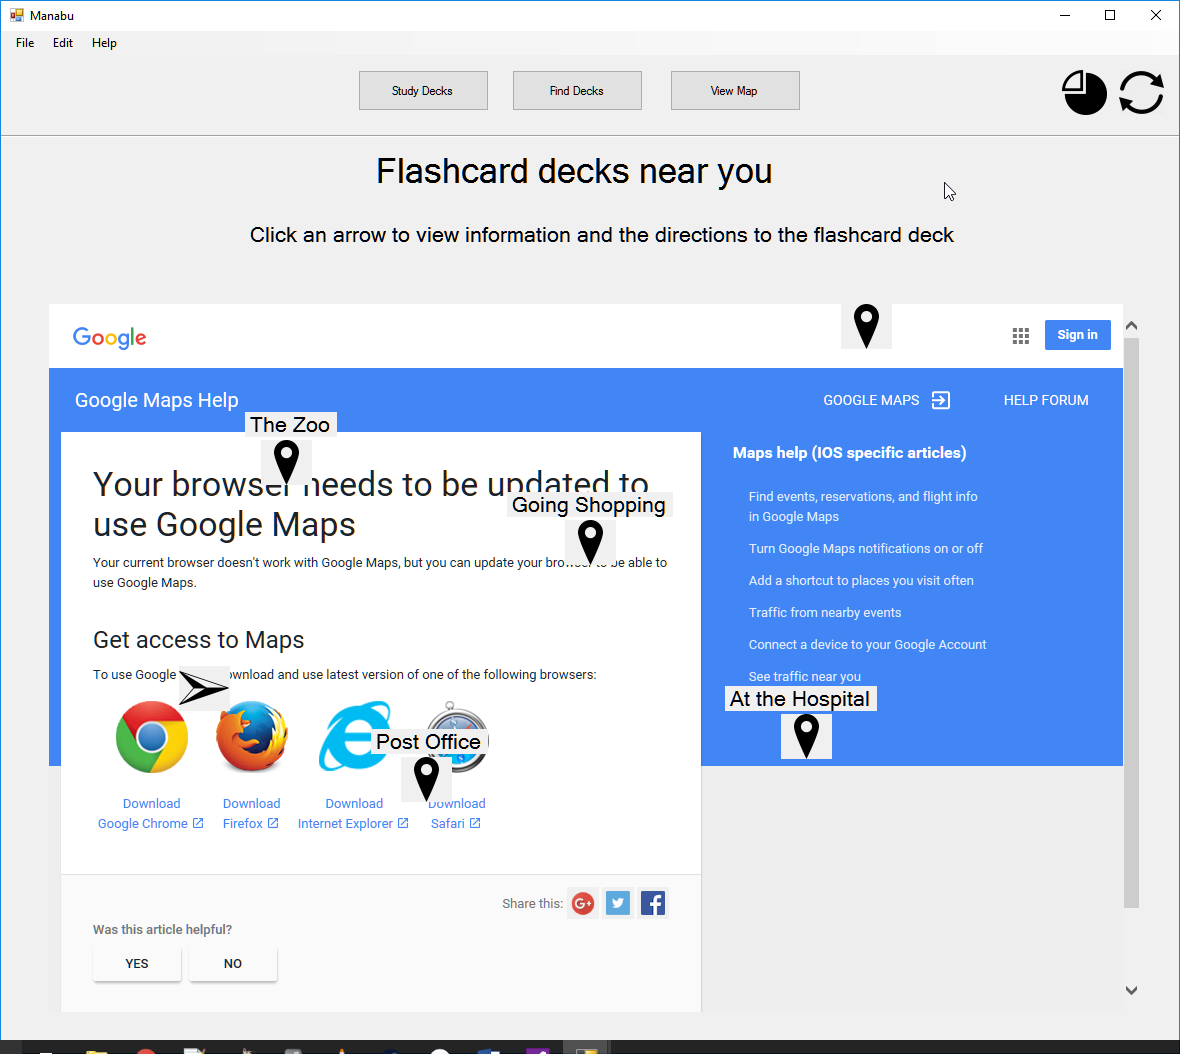 Manabu
File Edit Help
Study Decks Find Decks View Map
Flashcard decks near you
Click an arrow to view information and the directions to the flashcard deck
Google
Sign in
Google Maps Help
GOOGLE MAPS HELP FORUM
The Zoo
Your browser needs to be updated to
use Google Maps
Going Shopping
Your current browser doesn't work with Google Maps, but you can update your browser to be able to
use Google Maps.
Get access to Maps
To use Google download and use latest version of one of the following browsers:
Post Office
Download
Google Chrome
Download
Firefox
Download
Internet Explorer
Download
Safari
Share this:
Was this article helpful?
YES NO
Maps help (IOS specific articles)
Find events, reservations, and flight info
in Google Maps
Turn Google Maps notifications on or off
Add a shortcut to places you visit often
Traffic from nearby events
Connect a device to your Google Account
See traffic near you
At the Hospital